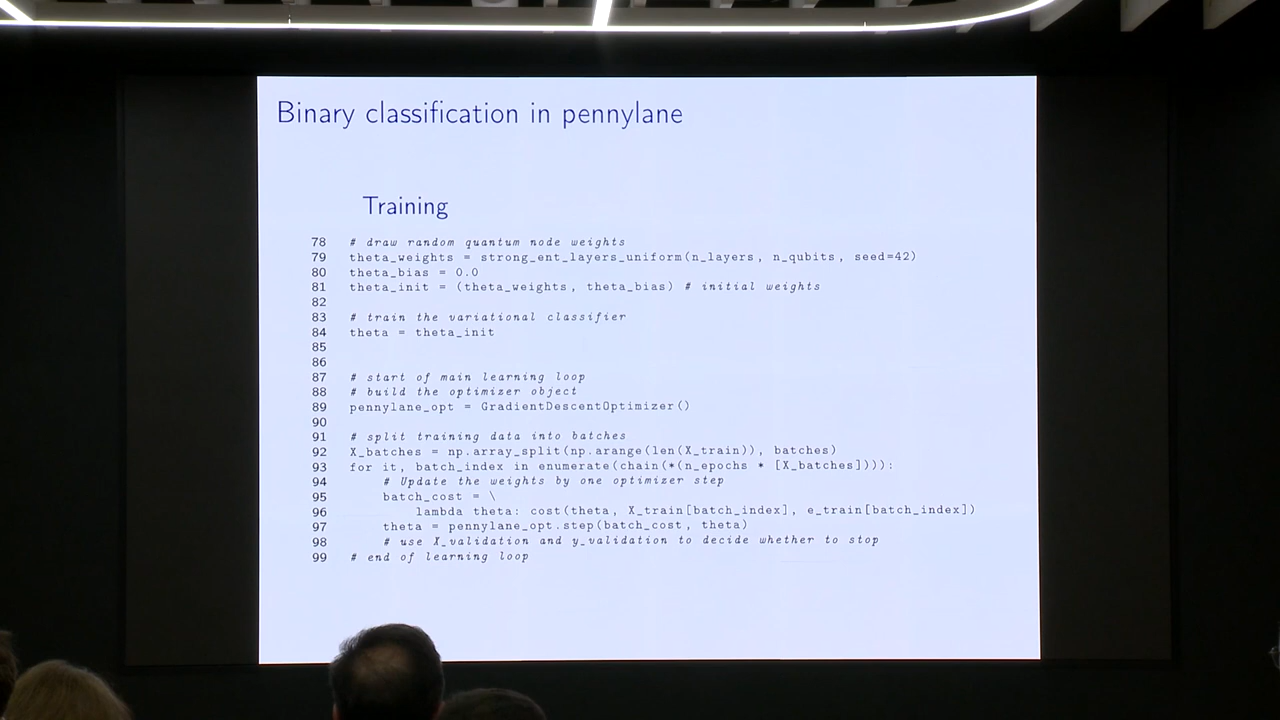 Binary classification in pennylane
Training
78 # draw random quantum node weights
79 theta_weights = strong_ent_layers_uniform(n_layers, n_qubits, seed=42)
80 theta_bias = 0.0
81 theta_init = (theta_weights, theta_bias) # initial weights
82
83 # train the variational classifier
84 theta = theta_init
85
86
87 # start of main learning loop
88 # build the optimizer object
89 pennylane_opt = GradientDescentOptimizer()
90
91 # split training data into batches
92 X_batches = np.array_split(np.arange(len(X_train)), batches)
93 for it, batch_index in enumerate(chain(*(n_epochs * [X_batches]))):
94     # Update the weights by one optimizer step
95     batch_cost = \
96         lambda theta: cost(theta, X_train[batch_index], e_train[batch_index])
97     theta = pennylane_opt.step(batch_cost, theta)
98     # use X_validation and y_validation to decide whether to stop
99 # end of learning loop